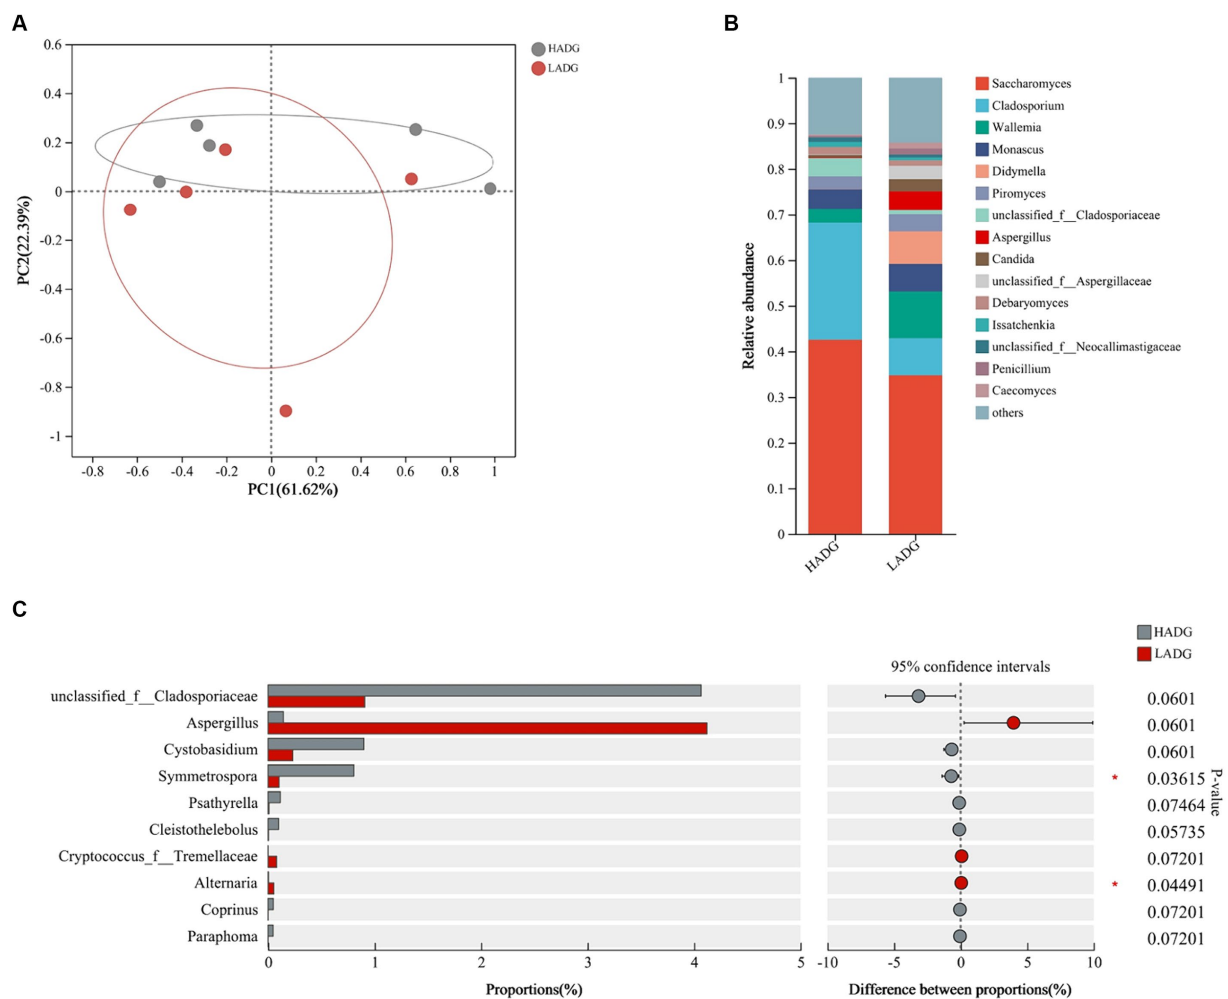 A
0.6
0.4
0.2
0
-0.2
-0.4
-0.6
-0.8
-1
PC2(22.39%)
-0.8 -0.6 -0.4 -0.2 0 0.2 0.4 0.6 0.8 1
PC1(61.62%)
HADG
LADG
B
1
0.9
0.8
0.7
0.6
0.5
0.4
0.3
0.2
0.1
0
Relative abundance
HADG
LADG
Saccharomyces
Cladosporium
Wallemia
Monascus
Didymella
Piromyces
unclassified_f__Cladosporiaceae
Aspergillus
Candida
unclassified_f__Aspergillaceae
Debaryomyces
Issatchenkia
unclassified_f__Neocallimastigaceae
Penicillium
Caecomyces
others
C
HADG
LADG
95% confidence intervals
unclassified_f__Cladosporiaceae 0.0601
Aspergillus 0.0601
Cystobasidium 0.0601
Symmetrospora * 0.03615
Psathyrella 0.07464
Cleistothelebolus 0.05735
Cryptococcus_f__Tremellaceae 0.07201
Alternaria * 0.04491
Coprinus 0.07201
Paraphoma 0.07201
P-value
0 1 2 3 4 5
Proportions(%)
-10 -5 0 5 10
Difference between proportions(%)